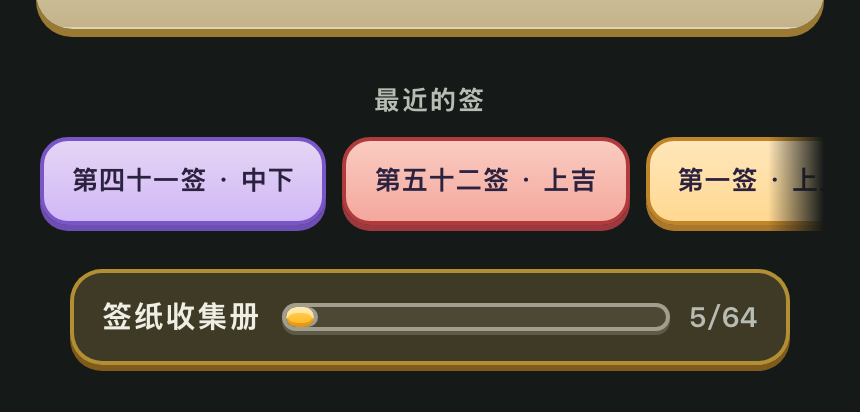 最近的签
第四十一签 · 中下
第五十二签 · 上吉
第一签 · 上
签纸收集册
5/64